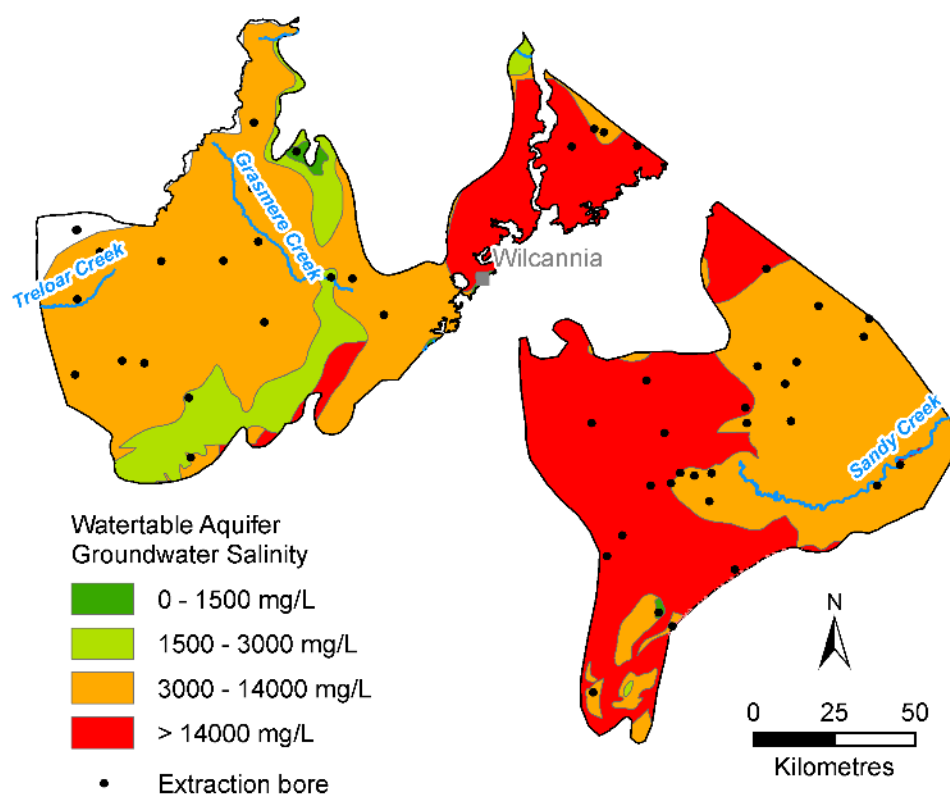 Grasmere Creek
Wilcannia
Treloar Creek
Sandy Creek
Watertable Aquifer
Groundwater Salinity
0 - 1500 mg/L
1500 - 3000 mg/L
3000 - 14000 mg/L
> 14000 mg/L
Extraction bore
N
0 25 50
Kilometres